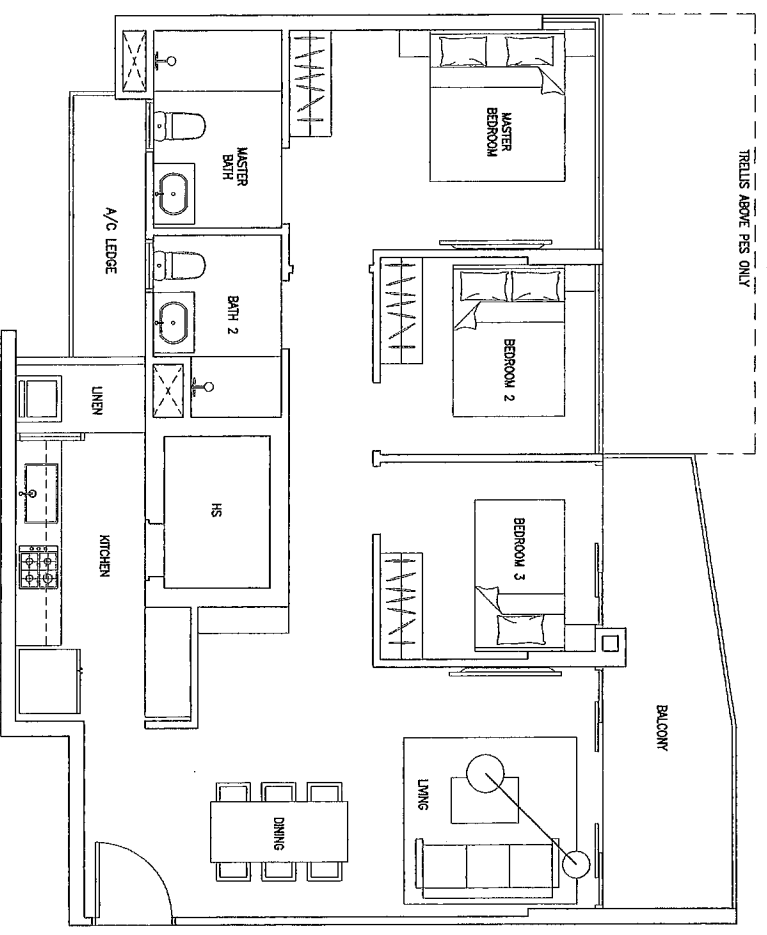 TRELLIS ABOVE PES ONLY
MASTER
BEDROOM
MASTER
BATH
A/C LEDGE
BATH 2
BEDROOM 2
LINEN
HS
KITCHEN
BEDROOM 3
BALCONY
LIVING
DINING